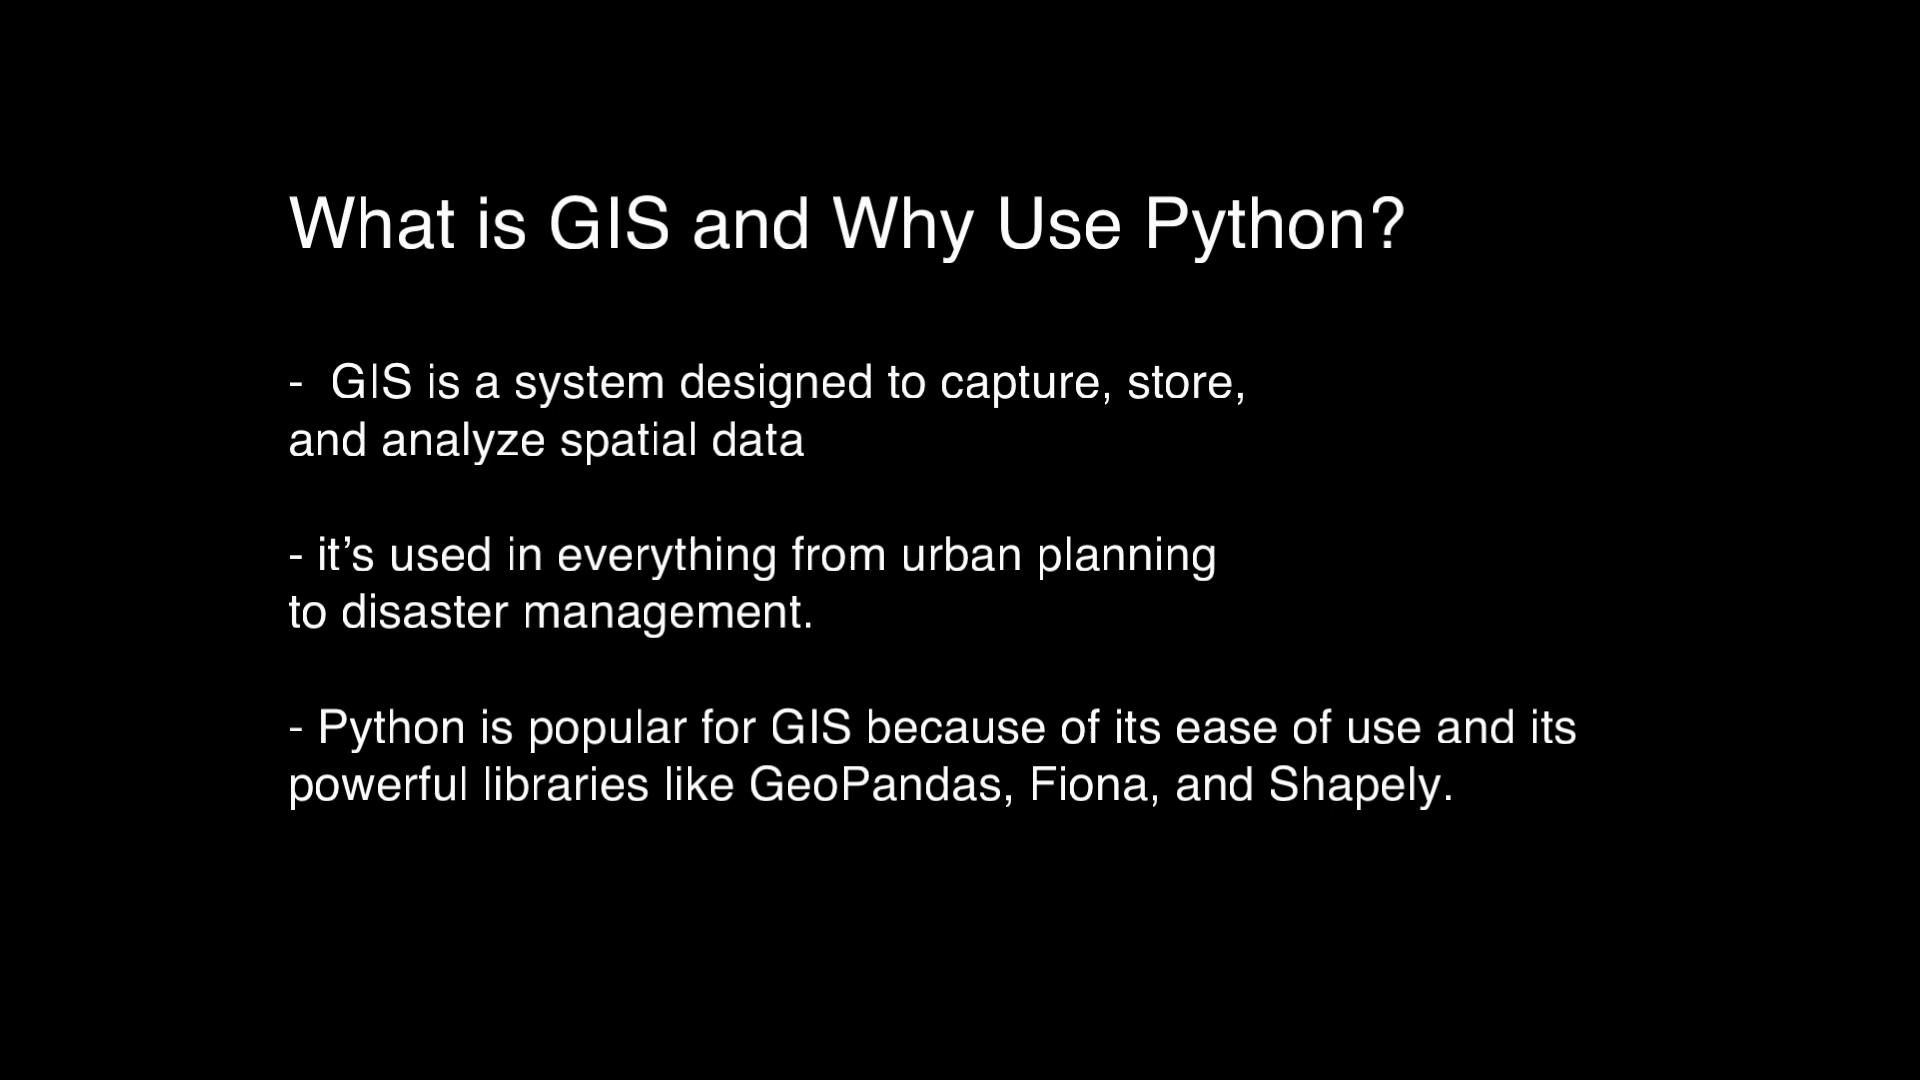 What is GIS and Why Use Python?
-  GIS is a system designed to capture, store,
and analyze spatial data
- it’s used in everything from urban planning
to disaster management.
- Python is popular for GIS because of its ease of use and its
powerful libraries like GeoPandas, Fiona, and Shapely.